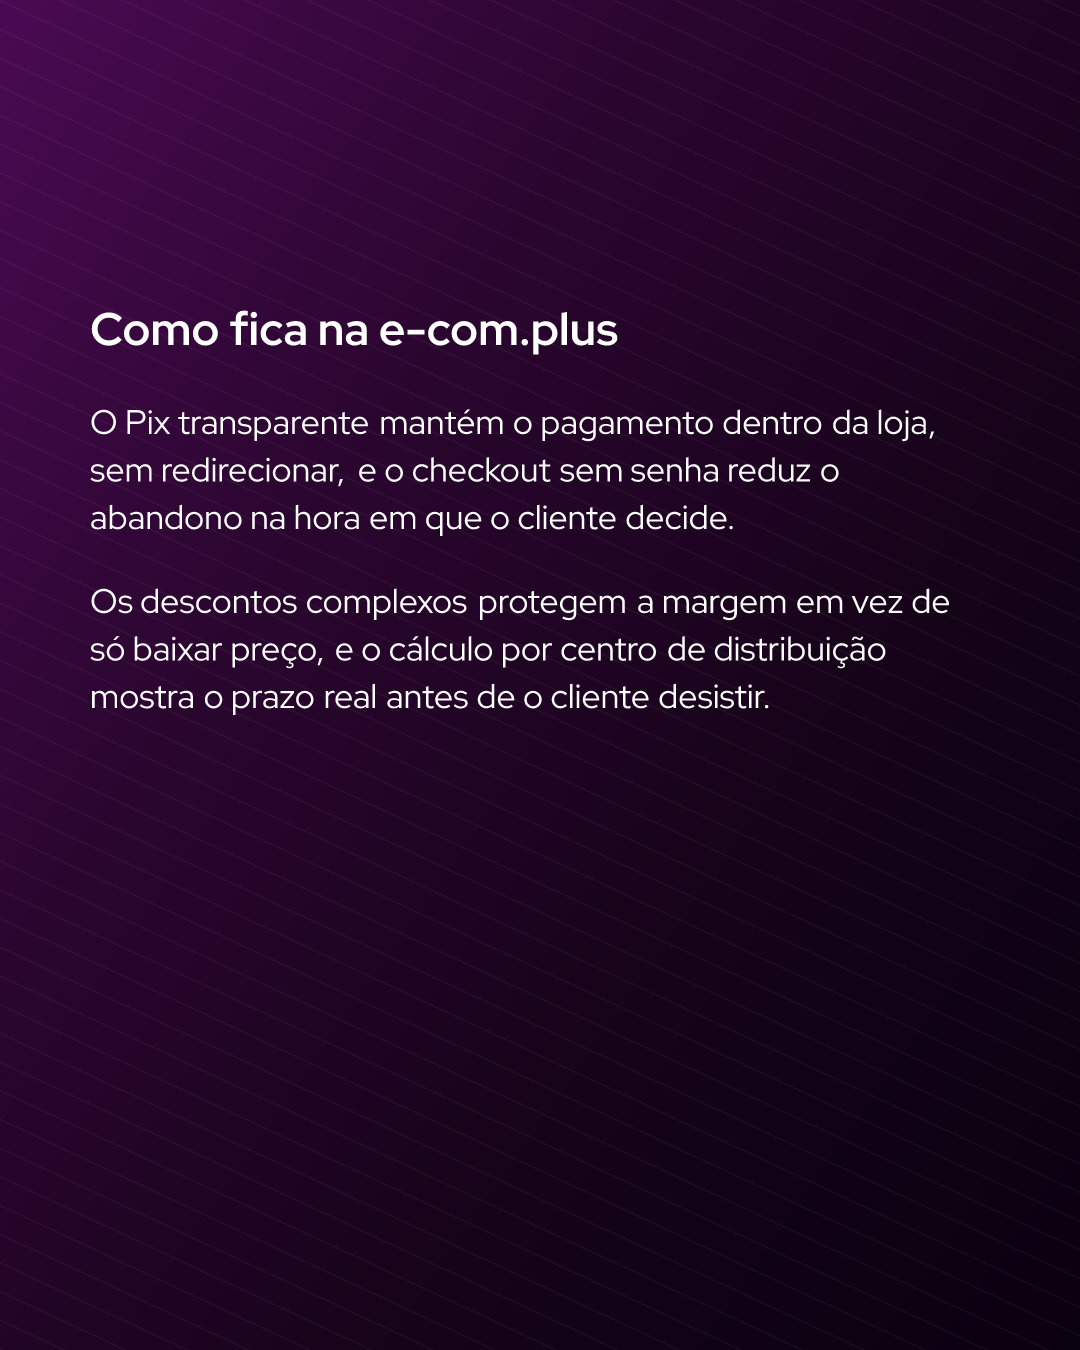 Como fica na e-com.plus
O Pix transparente mantém o pagamento dentro da loja,
sem redirecionar, e o checkout sem senha reduz o
abandono na hora em que o cliente decide.
Os descontos complexos protegem a margem em vez de
só baixar preço, e o cálculo por centro de distribuição
mostra o prazo real antes de o cliente desistir.